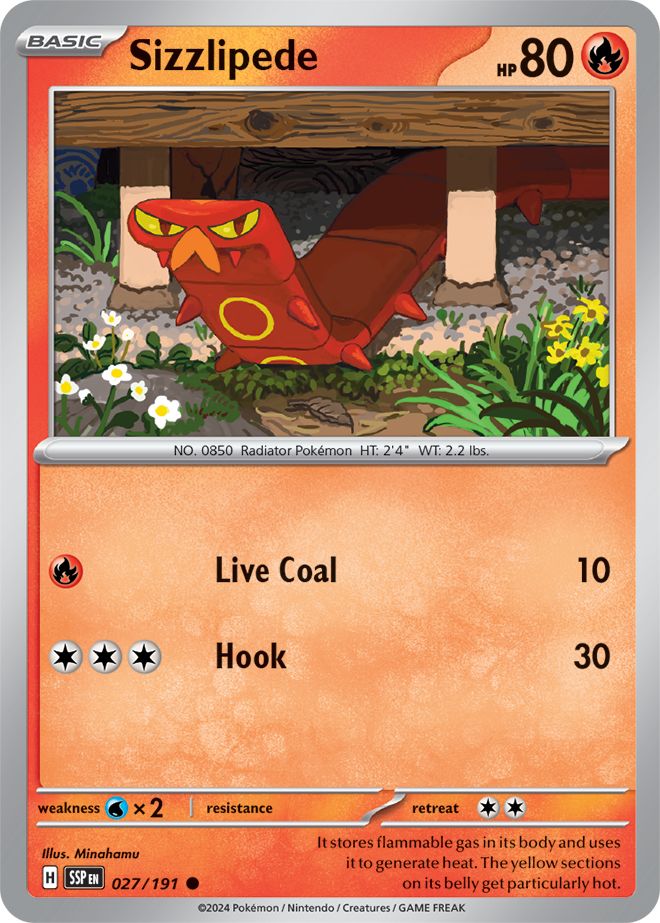 BASIC Sizzlipede HP 80
NO. 0850 Radiator Pokémon HT: 2'4" WT: 2.2 lbs.
Live Coal 10
Hook 30
weakness ×2 resistance retreat
Illus. Minahamu
It stores flammable gas in its body and uses
it to generate heat. The yellow sections
on its belly get particularly hot.
H SSP EN 027/191
©2024 Pokémon / Nintendo / Creatures / GAME FREAK